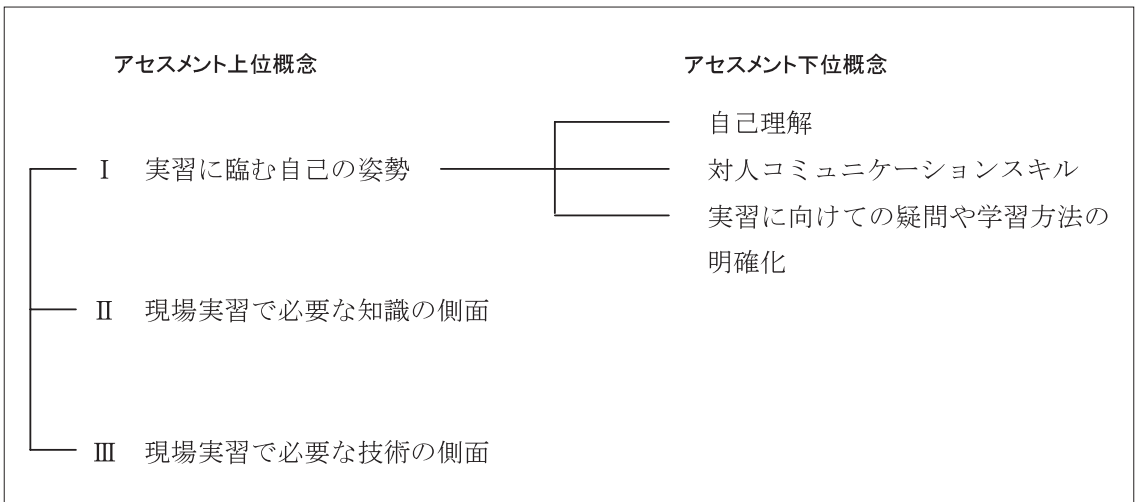 アセスメント上位概念
アセスメント下位概念
Ⅰ 実習に臨む自己の姿勢
自己理解
対人コミュニケーションスキル
実習に向けての疑問や学習方法の
明確化
Ⅱ 現場実習で必要な知識の側面
Ⅲ 現場実習で必要な技術の側面